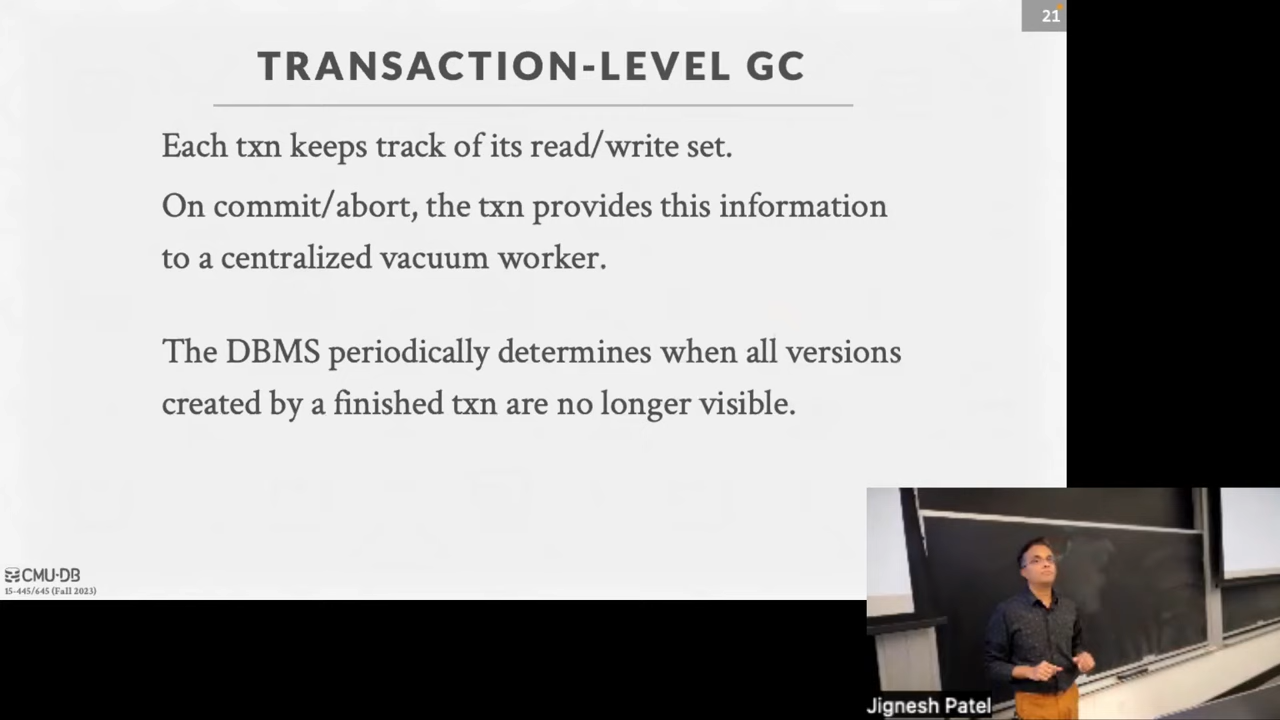 21
TRANSACTION-LEVEL GC
Each txn keeps track of its read/write set.
On commit/abort, the txn provides this information
to a centralized vacuum worker.
The DBMS periodically determines when all versions
created by a finished txn are no longer visible.
CMU·DB
15-445/645 (Fall 2023)
Jignesh Patel